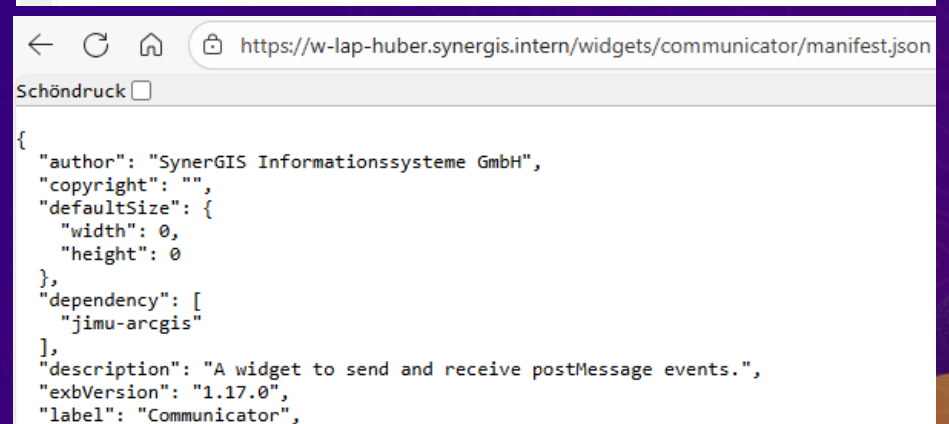 https://w-lap-huber.synergis.intern/widgets/communicator/manifest.json
Schöndruck
{
  "author": "SynerGIS Informationssysteme GmbH",
  "copyright": "",
  "defaultSize": {
    "width": 0,
    "height": 0
  },
  "dependency": [
    "jimu-arcgis"
  ],
  "description": "A widget to send and receive postMessage events.",
  "exbVersion": "1.17.0",
  "label": "Communicator",